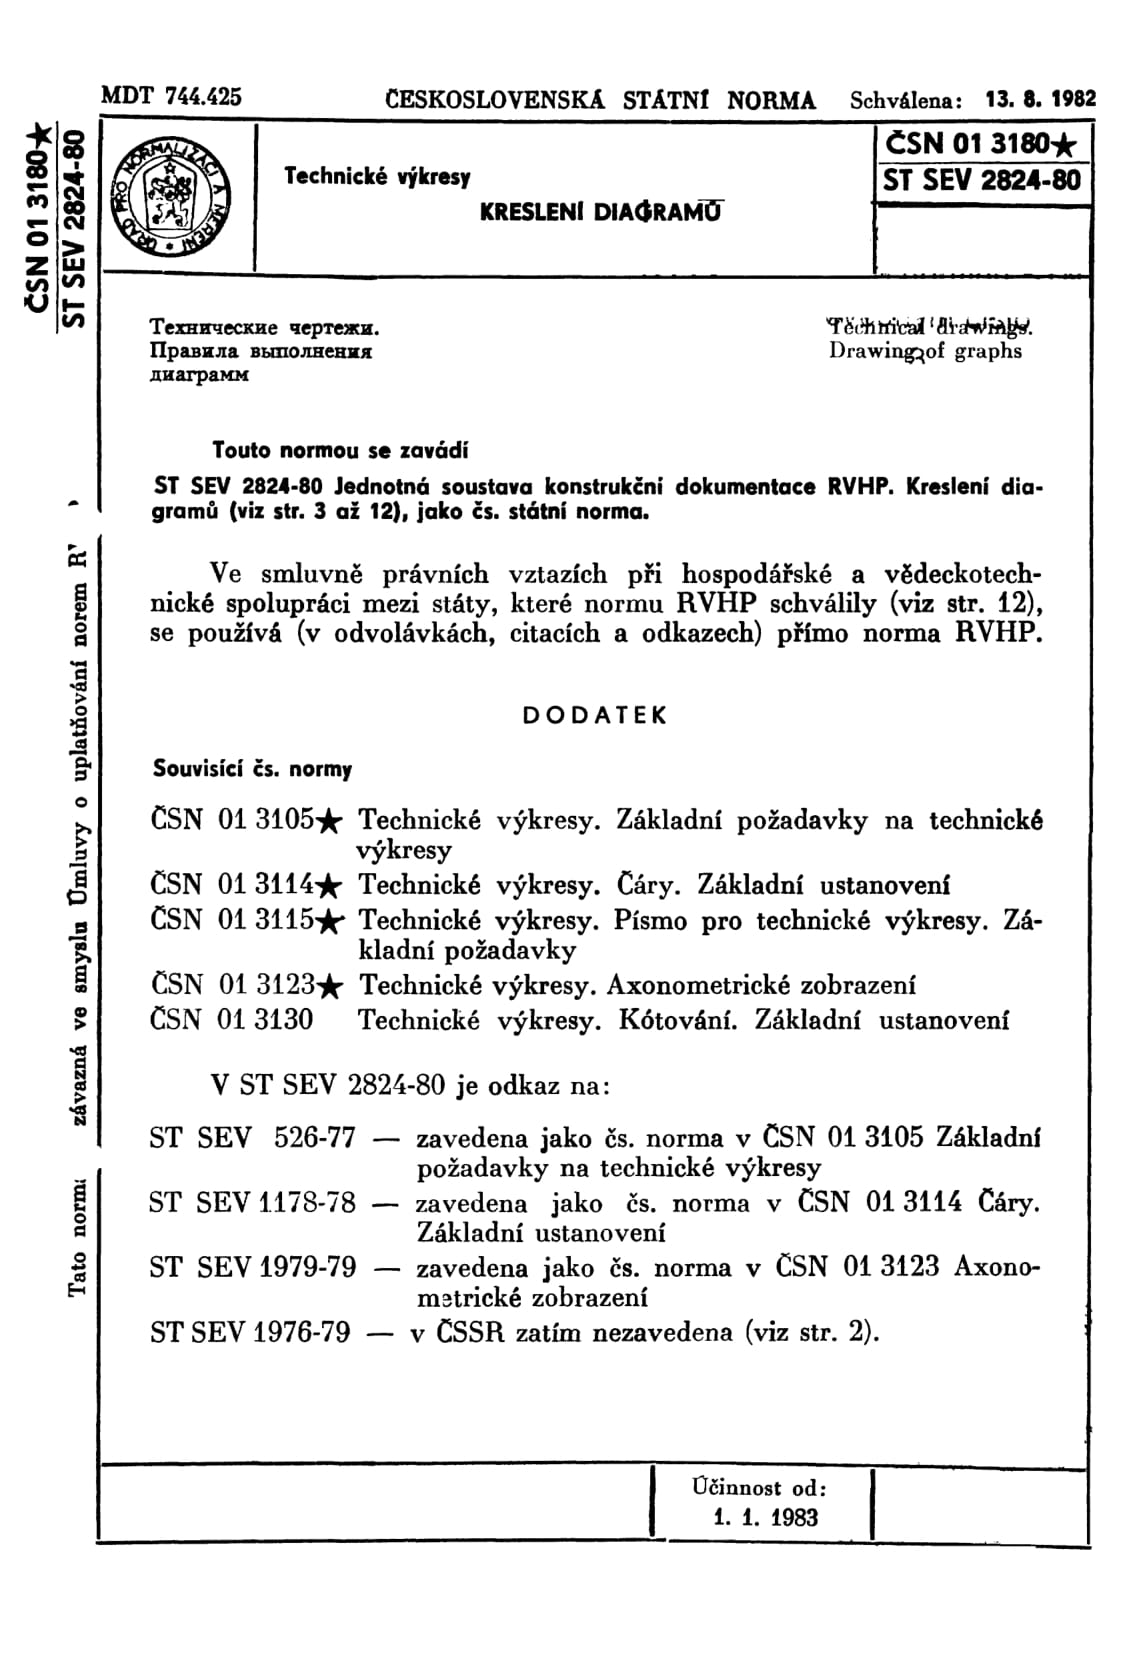 MDT 744.425 ČESKOSLOVENSKÁ STÁTNÍ NORMA Schválena: 13. 8. 1982
ČSN 01 3180★
ST SEV 2824-80
ÚŘAD PRO NORMALIZACI A MĚŘENÍ
Technické výkresy
KRESLENÍ DIAGRAMŮ
ČSN 01 3180★
ST SEV 2824-80
Технические чертежи.
Правила выполнения
диаграмм
Technical drawings.
Drawing of graphs
Touto normou se zavádí
ST SEV 2824-80 Jednotná soustava konstrukční dokumentace RVHP. Kreslení dia-
gramů (viz str. 3 až 12), jako čs. státní norma.
Ve smluvně právních vztazích při hospodářské a vědeckotech-
nické spolupráci mezi státy, které normu RVHP schválily (viz str. 12),
se používá (v odvolávkách, citacích a odkazech) přímo norma RVHP.
DODATEK
Souvisící čs. normy
ČSN 01 3105★ Technické výkresy. Základní požadavky na technické
výkresy
ČSN 01 3114★ Technické výkresy. Čáry. Základní ustanovení
ČSN 01 3115★ Technické výkresy. Písmo pro technické výkresy. Zá-
kladní požadavky
ČSN 01 3123★ Technické výkresy. Axonometrické zobrazení
ČSN 01 3130 Technické výkresy. Kótování. Základní ustanovení
V ST SEV 2824-80 je odkaz na:
ST SEV 526-77 — zavedena jako čs. norma v ČSN 01 3105 Základní
požadavky na technické výkresy
ST SEV 1178-78 — zavedena jako čs. norma v ČSN 01 3114 Čáry.
Základní ustanovení
ST SEV 1979-79 — zavedena jako čs. norma v ČSN 01 3123 Axono-
metrické zobrazení
ST SEV 1976-79 — v ČSSR zatím nezavedena (viz str. 2).
Tato norma závazná ve smyslu Úmluvy o uplatňování norem
Účinnost od:
1. 1. 1983